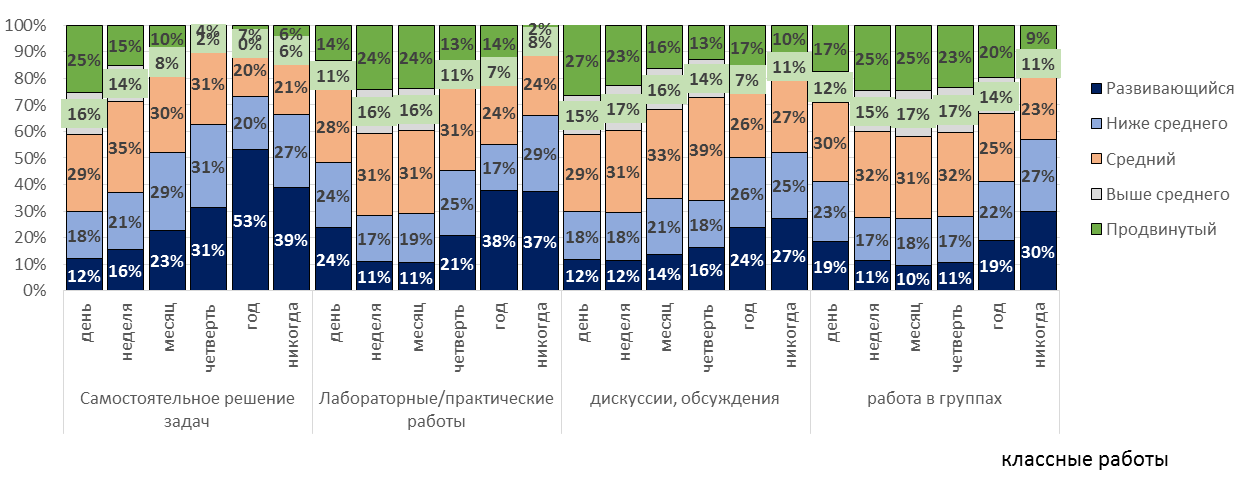 100%
90%
80%
70%
60%
50%
40%
30%
20%
10%
0%
25% 15% 10% 4% 7% 6% 14% 24% 24% 13% 14% 2% 27% 23% 16% 13% 17% 10% 17% 25% 25% 23% 20% 9%
16% 14% 8% 2% 0% 6% 11% 16% 16% 11% 7% 8% 15% 17% 16% 14% 7% 11% 12% 15% 17% 17% 14% 11%
29% 35% 30% 31% 20% 21% 28% 31% 31% 31% 24% 24% 29% 31% 33% 39% 26% 27% 30% 32% 31% 32% 25% 23%
18% 21% 29% 31% 20% 27% 24% 17% 19% 25% 17% 29% 18% 18% 21% 18% 26% 25% 23% 17% 18% 17% 22% 27%
12% 16% 23% 31% 53% 39% 24% 11% 11% 21% 38% 37% 12% 12% 14% 16% 24% 27% 19% 11% 10% 11% 19% 30%
Развивающийся
Ниже среднего
Средний
Выше среднего
Продвинутый
день неделя месяц четверть год никогда день неделя месяц четверть год никогда день неделя месяц четверть год никогда день неделя месяц четверть год никогда
Самостоятельное решение
задач
Лабораторные/практические
работы
дискуссии, обсуждения
работа в группах
классные работы